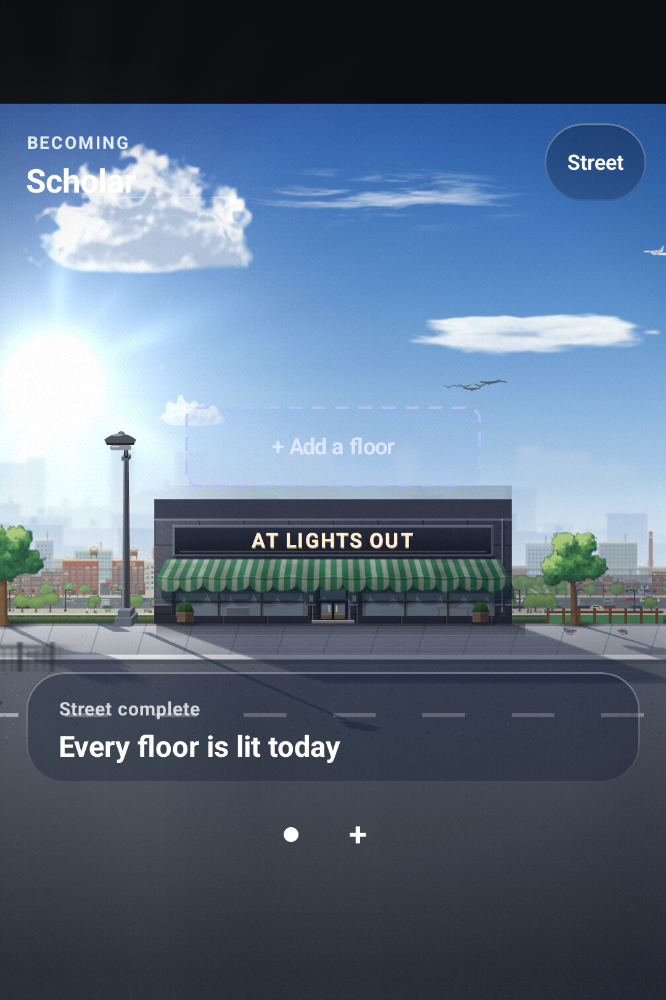 BECOMING
Scholar
Street
+ Add a floor
AT LIGHTS OUT
Street complete
Every floor is lit today
+